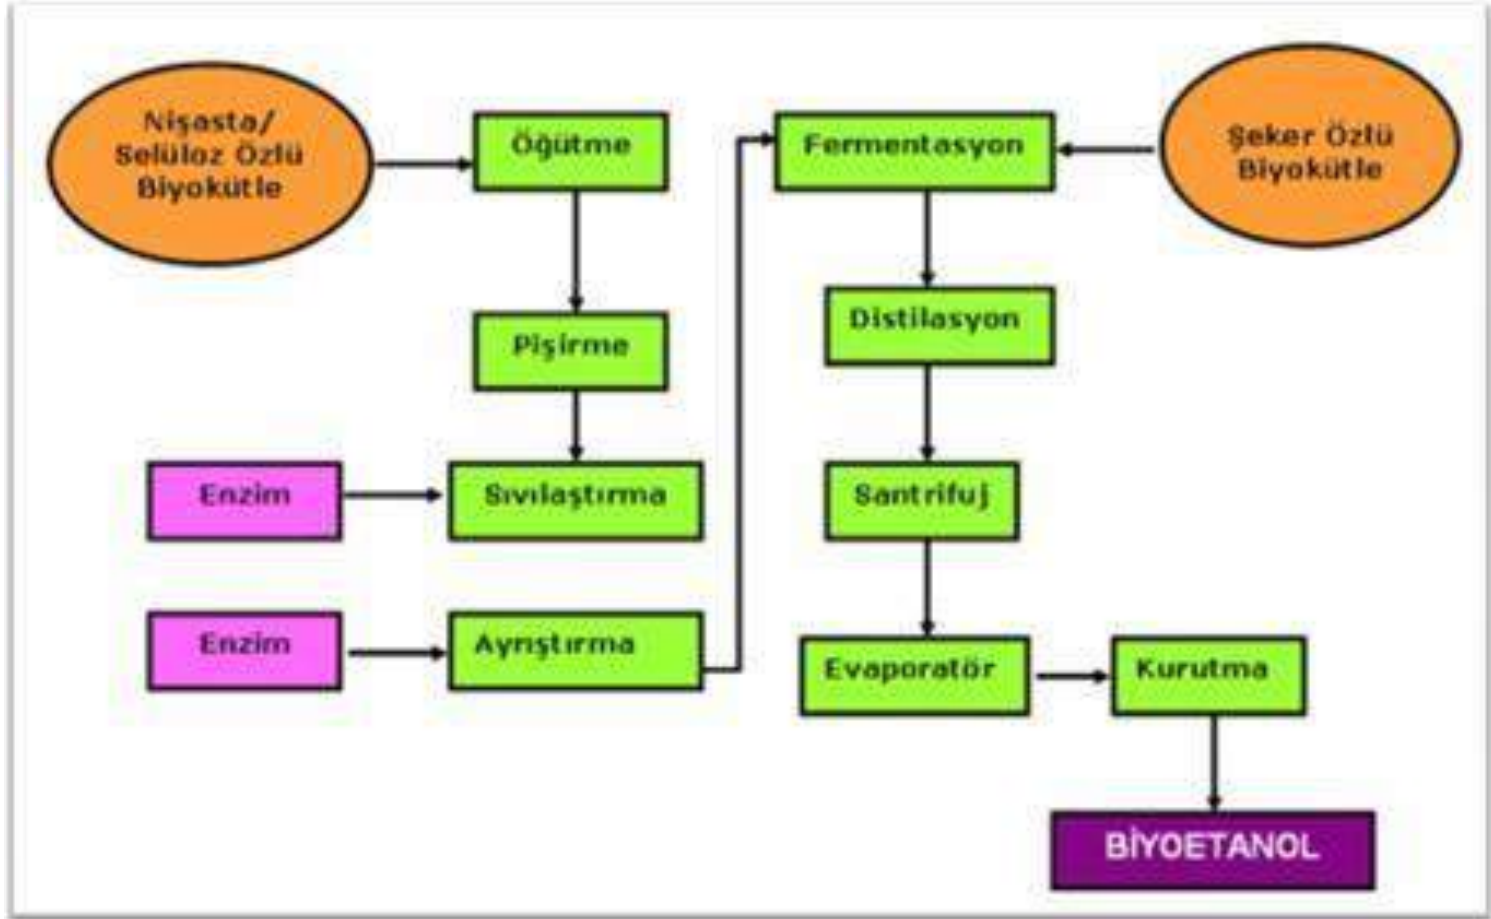 Nişasta/
Selüloz Özlü
Biyokütle
Öğütme
Pişirme
Enzim
Sıvılaştırma
Enzim
Ayrıştırma
Fermentasyon
Şeker Özlü
Biyokütle
Distilasyon
Santrifuj
Evaporatör
Kurutma
BİYOETANOL